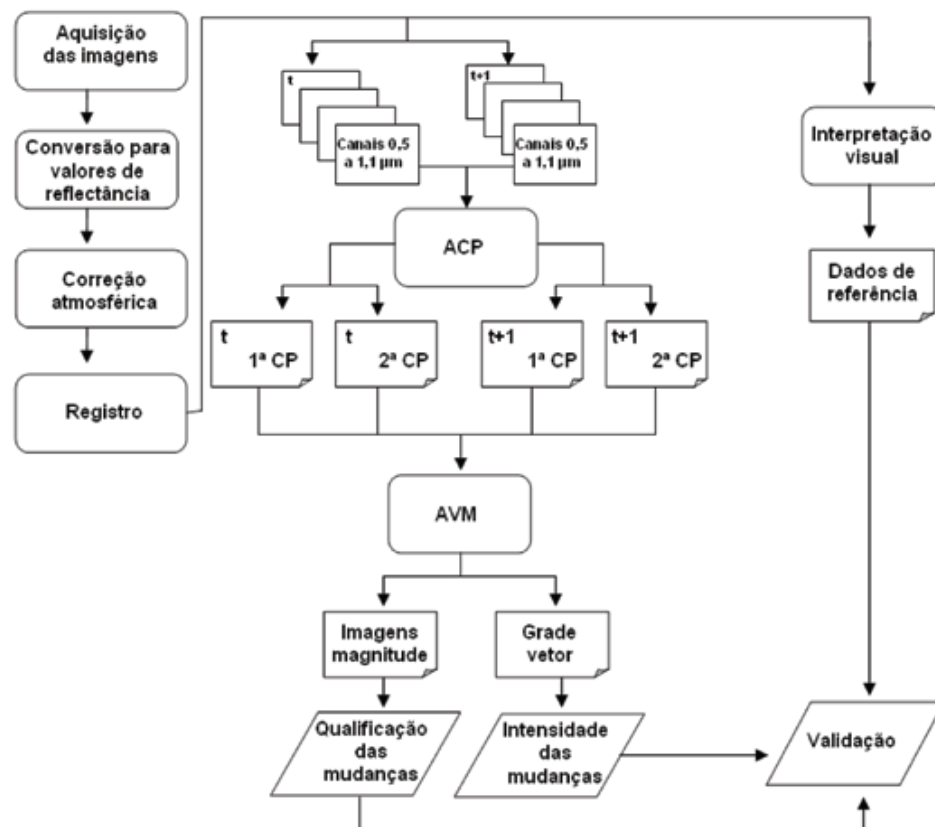 Aquisição
das imagens
Conversão para
valores de
reflectância
Correção
atmosférica
Registro
t
Canais 0,5
a 1,1 µm
t+1
Canais 0,5
a 1,1 µm
ACP
t
1ª CP
t
2ª CP
t+1
1ª CP
t+1
2ª CP
AVM
Imagens
magnitude
Grade
vetor
Qualificação
das
mudanças
Intensidade
das
mudanças
Interpretação
visual
Dados de
referência
Validação